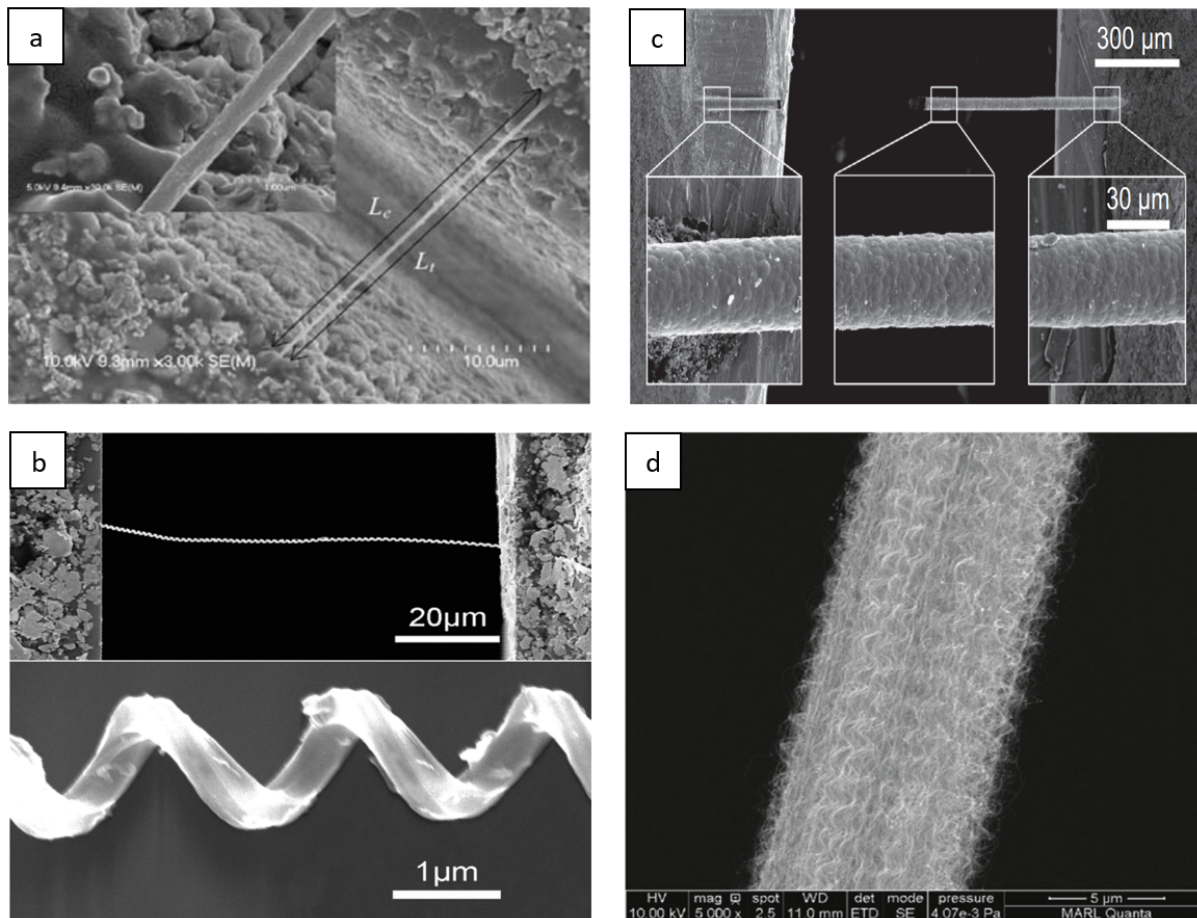 a
5.0kV 9.4mm x30.0k SE(M)
1.00um
Le
Lt
10.0kV 9.3mm x3.00k SE(M)
10.0um
b
20μm
1μm
c
300 μm
30 μm
d
HV mag spot WD det mode pressure 5 μm
10.00 kV 5 000 x 2.5 11.0 mm ETD SE 4.07e-3 Pa MARL Quanta